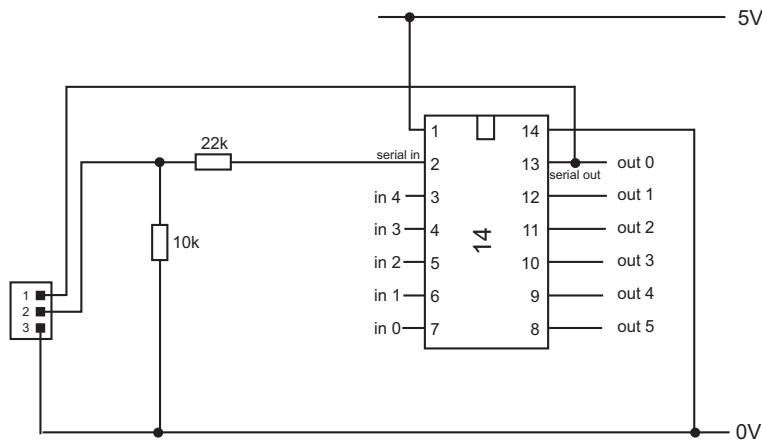 5V
22k
serial in
1 14
2 13 out 0
serial out
in 4 3 12 out 1
in 3 4 11 out 2
10k
14
in 2 5 10 out 3
in 1 6 9 out 4
in 0 7 8 out 5
1
2
3
0V